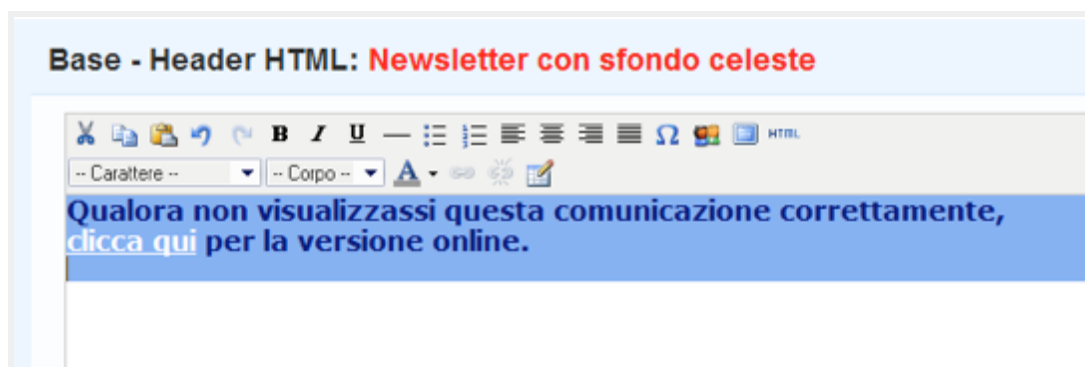 Base - Header HTML: Newsletter con sfondo celeste
B I U HTML
-- Carattere -- -- Corpo -- A
Qualora non visualizzassi questa comunicazione correttamente,
clicca qui per la versione online.